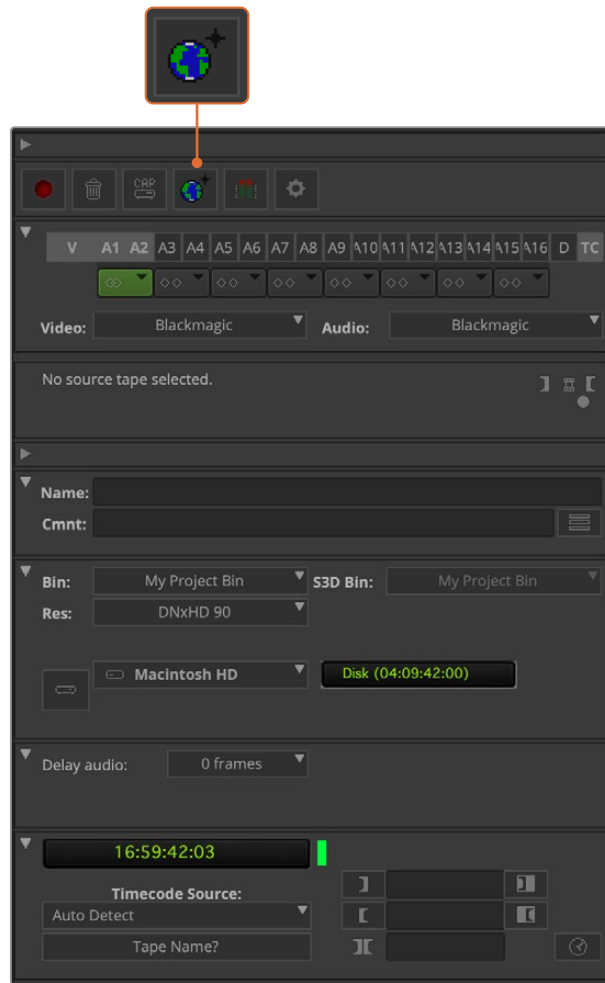 CAP
V A1 A2 A3 A4 A5 A6 A7 A8 A9 A10 A11 A12 A13 A14 A15 A16 D TC
Video: Blackmagic Audio: Blackmagic
No source tape selected.
Name:
Cmnt:
Bin: My Project Bin S3D Bin: My Project Bin
Res: DNxHD 90
Macintosh HD Disk (04:09:42:00)
Delay audio: 0 frames
16:59:42:03
Timecode Source:
Auto Detect
Tape Name?